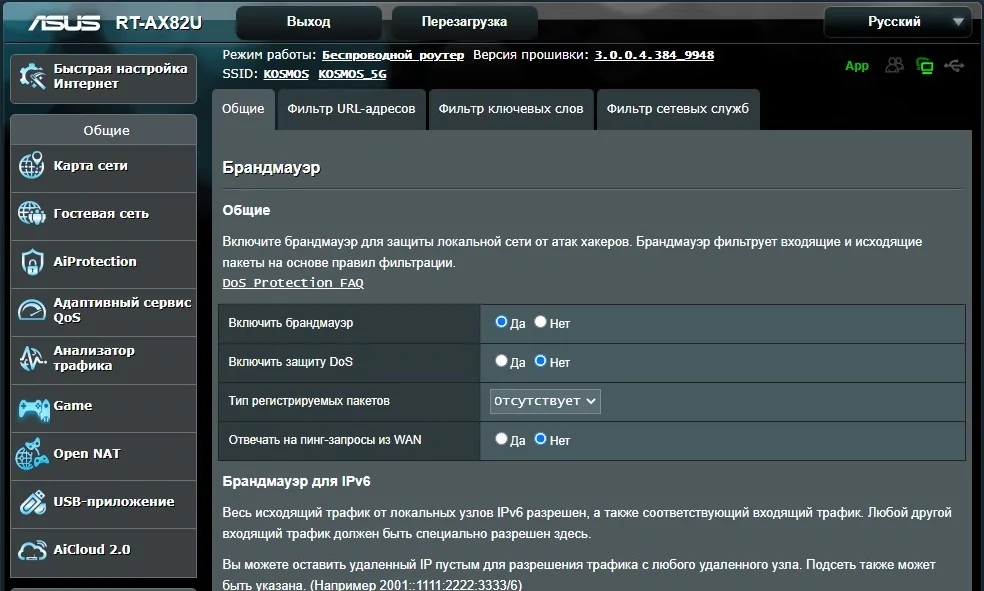 ASUS RT-AX82U Выход Перезагрузка Русский
Режим работы: Беспроводной роутер Версия прошивки: 3.0.0.4.384_9948
SSID: KOSMOS KOSMOS_5G
App
Быстрая настройка
Интернет
Общие
Карта сети
Гостевая сеть
AiProtection
Адаптивный сервис
QoS
Анализатор
трафика
Game
Open NAT
USB-приложение
AiCloud 2.0
Общие Фильтр URL-адресов Фильтр ключевых слов Фильтр сетевых служб
Брандмауэр
Общие
Включите брандмауэр для защиты локальной сети от атак хакеров. Брандмауэр фильтрует входящие и исходящие
пакеты на основе правил фильтрации.
DoS Protection FAQ
Включить брандмауэр Да Нет
Включить защиту DoS Да Нет
Тип регистрируемых пакетов Отсутствует
Отвечать на пинг-запросы из WAN Да Нет
Брандмауэр для IPv6
Весь исходящий трафик от локальных узлов IPv6 разрешен, а также соответствующий входящий трафик. Любой другой
входящий трафик должен быть специально разрешен здесь.
Вы можете оставить удаленный IP пустым для разрешения трафика с любого удаленного узла. Подсеть также может
быть указана. (Например 2001::1111:2222:3333/6)